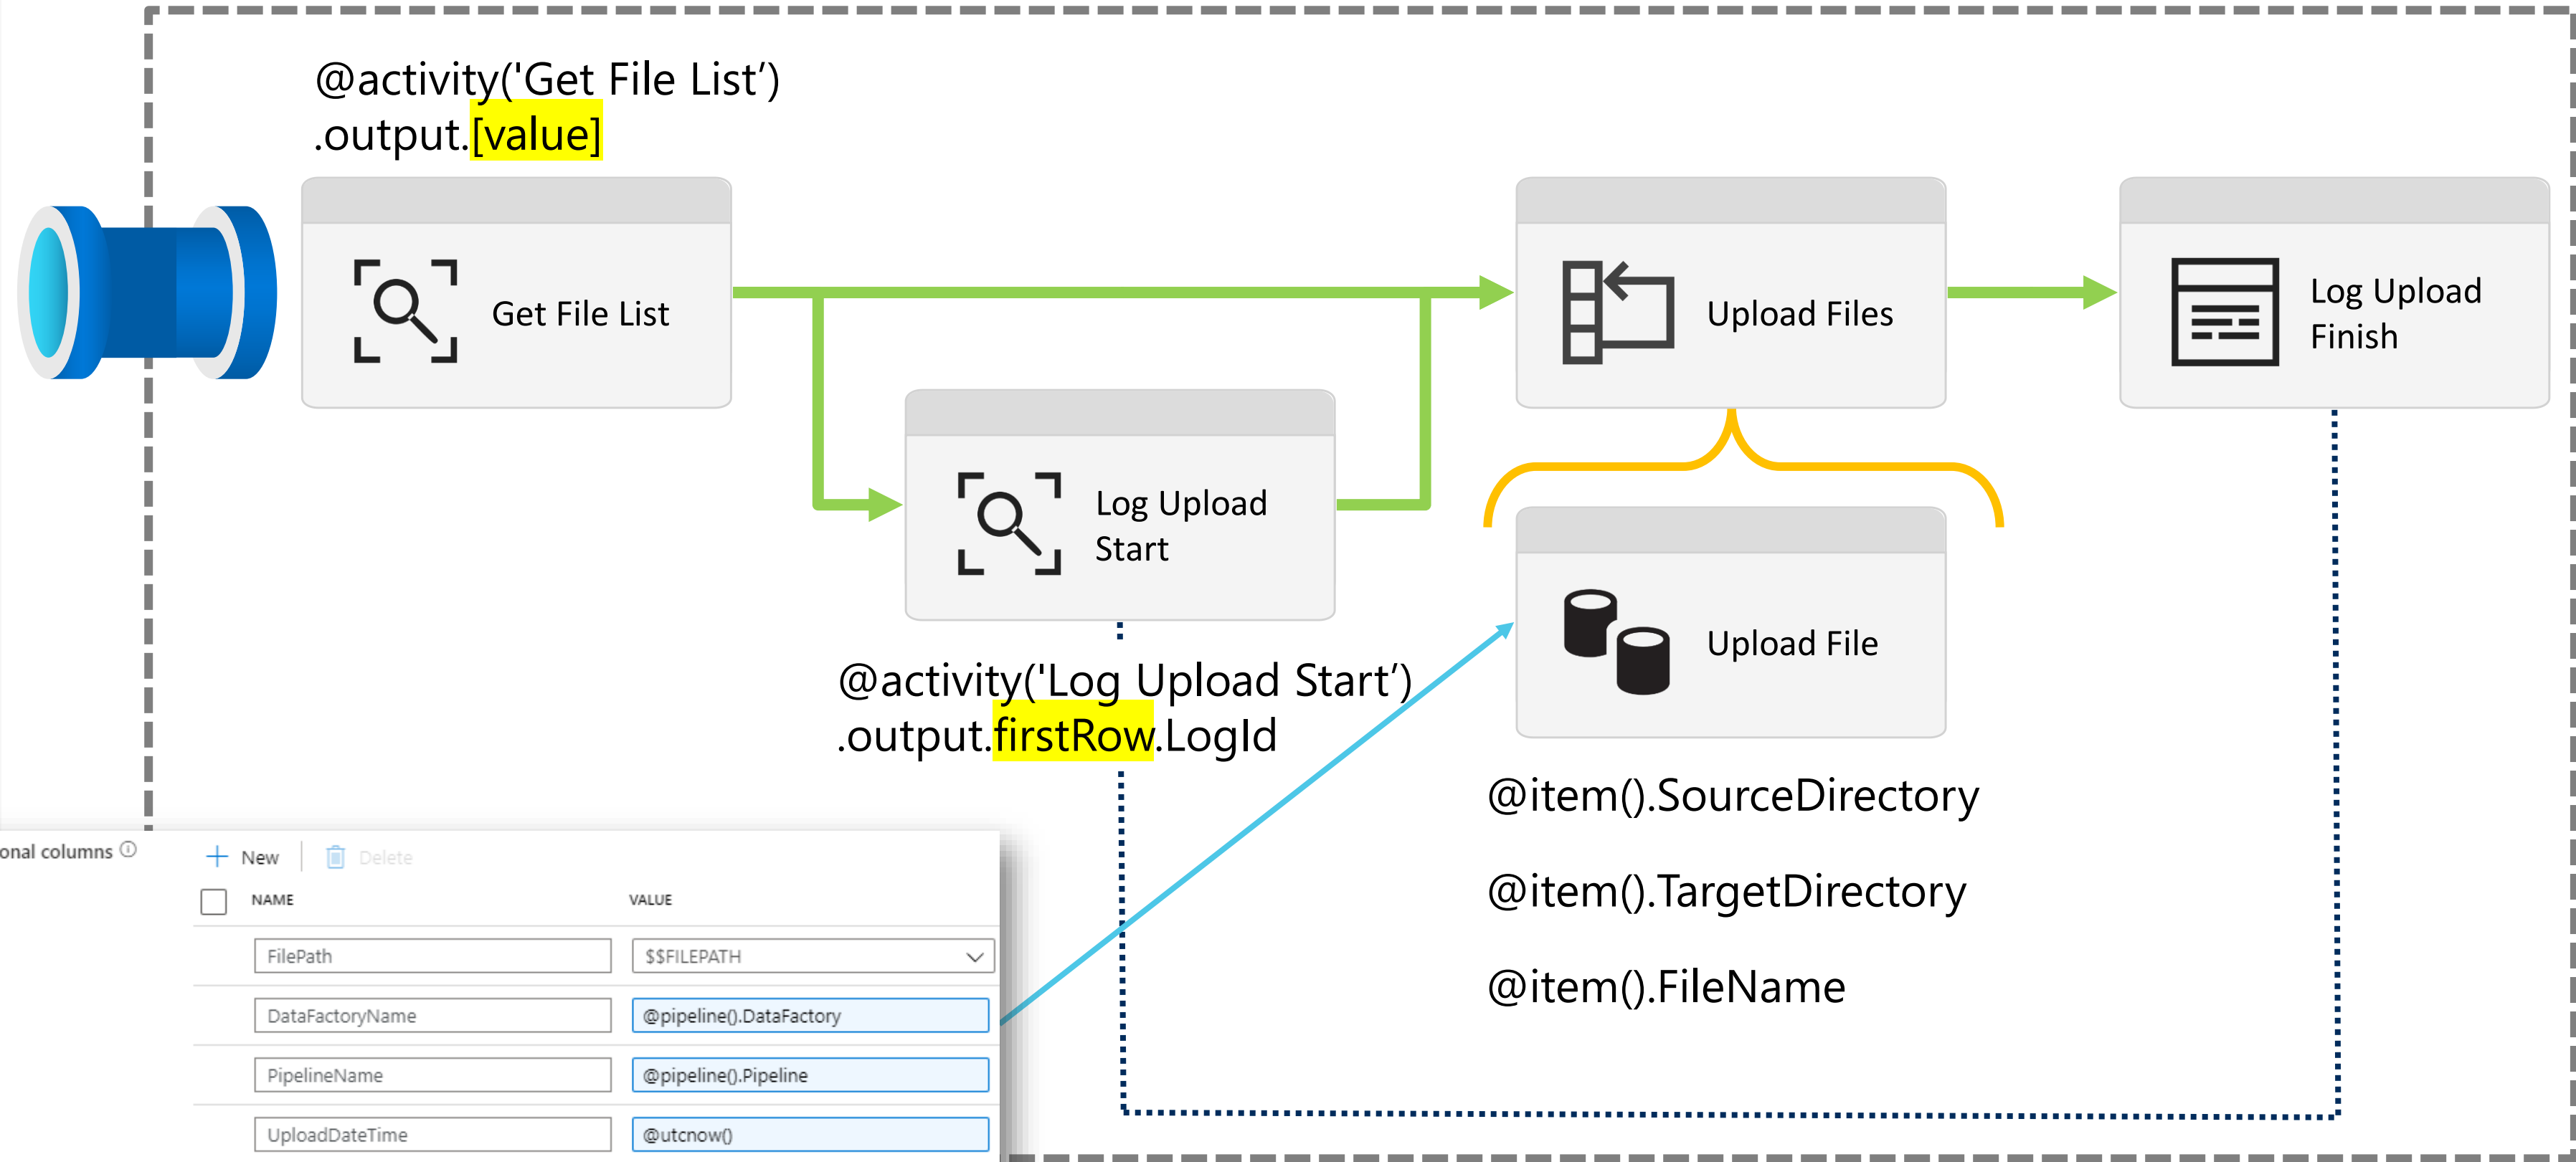 @activity('Get File List’)
.output.[value]
Get File List
Upload Files
Log Upload
Finish
Log Upload
Start
Upload File
@activity('Log Upload Start’)
.output.firstRow.LogId
@item().SourceDirectory
@item().TargetDirectory
@item().FileName
onal columns
New
Delete
NAME VALUE
FilePath $$FILEPATH
DataFactoryName @pipeline().DataFactory
PipelineName @pipeline().Pipeline
UploadDateTime @utcnow()